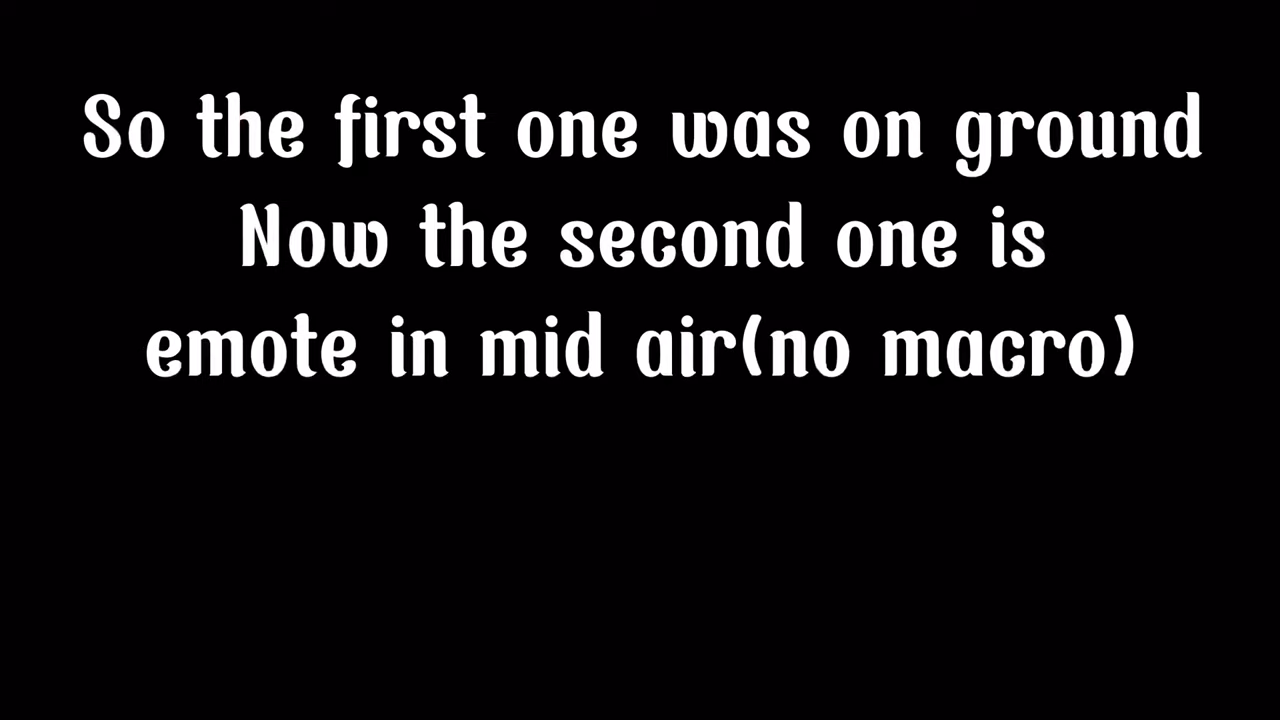 So the first one was on ground
Now the second one is
emote in mid air(no macro)